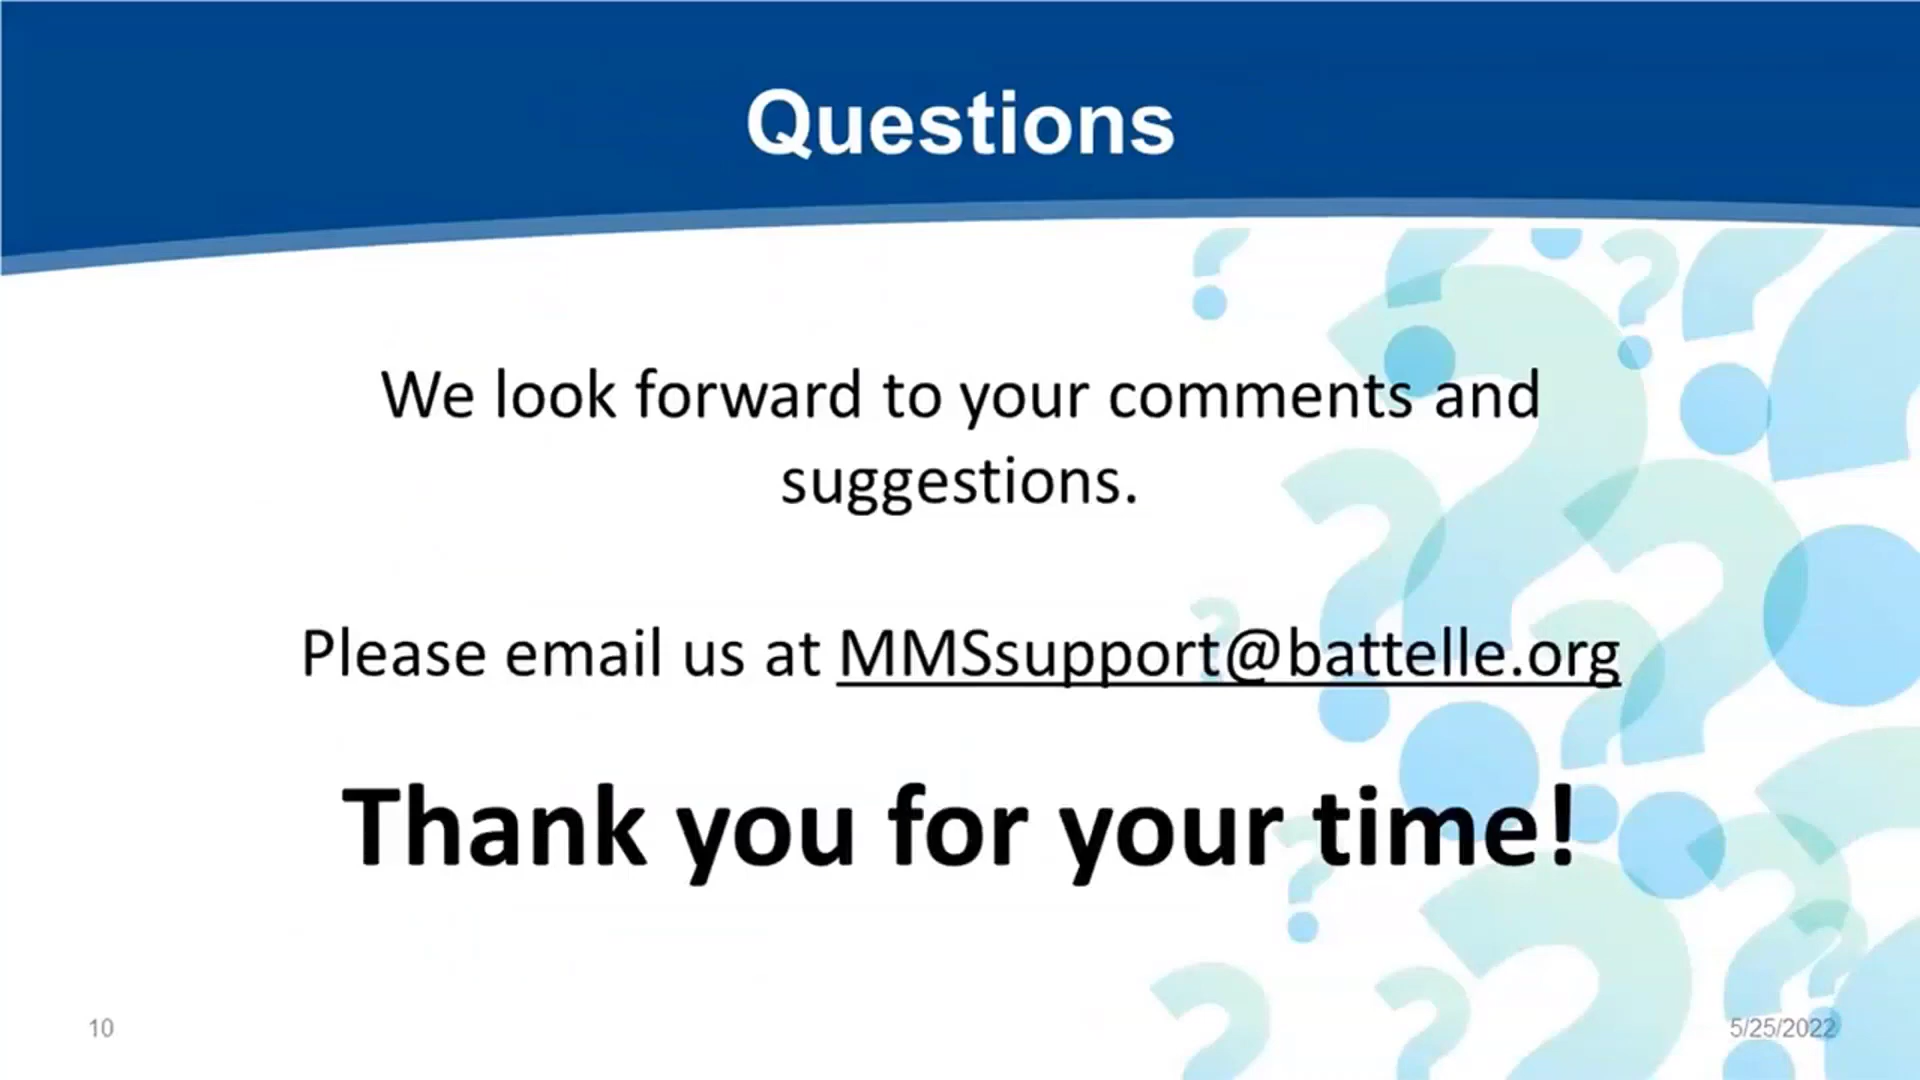 Questions
We look forward to your comments and
suggestions.
Please email us at MMSsupport@battelle.org
Thank you for your time!
10
5/25/2022